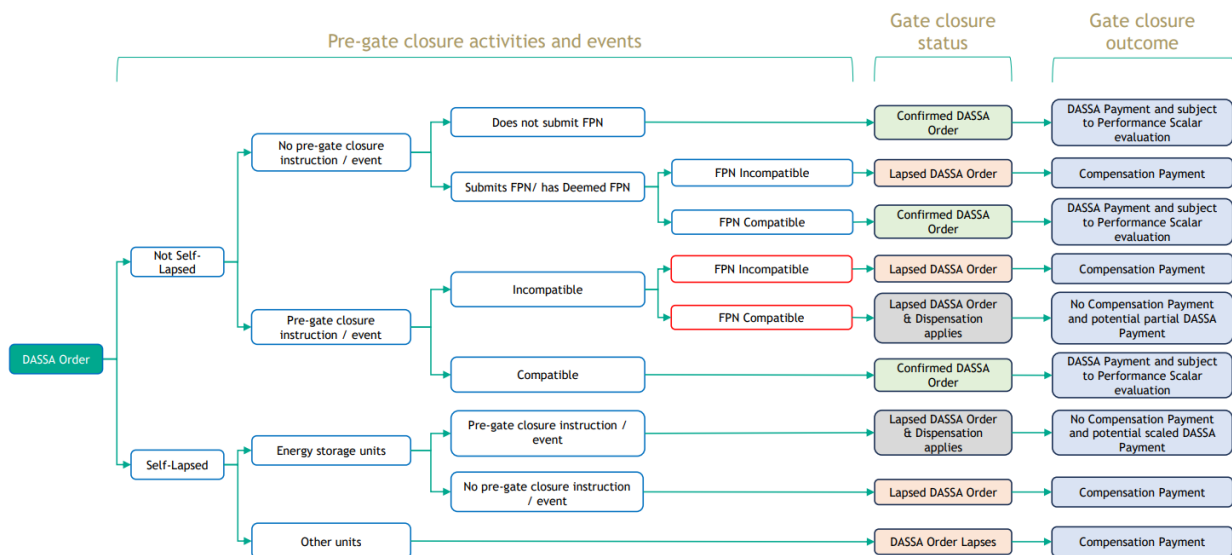 Pre-gate closure activities and events
Gate closure
status
Gate closure
outcome
Does not submit FPN
Confirmed DASSA
Order
DASSA Payment and subject
to Performance Scalar
evaluation
No pre-gate closure
instruction / event
Submits FPN/ has Deemed FPN
FPN Incompatible
Lapsed DASSA Order
Compensation Payment
FPN Compatible
Confirmed DASSA
Order
DASSA Payment and subject
to Performance Scalar
evaluation
Not Self-
Lapsed
Incompatible
FPN Incompatible
Lapsed DASSA Order
Compensation Payment
FPN Compatible
Lapsed DASSA Order
& Dispensation
applies
No Compensation Payment
and potential partial DASSA
Payment
Pre-gate closure
instruction / event
DASSA Order
Compatible
Confirmed DASSA
Order
DASSA Payment and subject
to Performance Scalar
evaluation
Pre-gate closure instruction /
event
Lapsed DASSA Order
& Dispensation
applies
No Compensation Payment
and potential scaled DASSA
Payment
Self-Lapsed
Energy storage units
No pre-gate closure instruction
/ event
Lapsed DASSA Order
Compensation Payment
Other units
DASSA Order Lapses
Compensation Payment